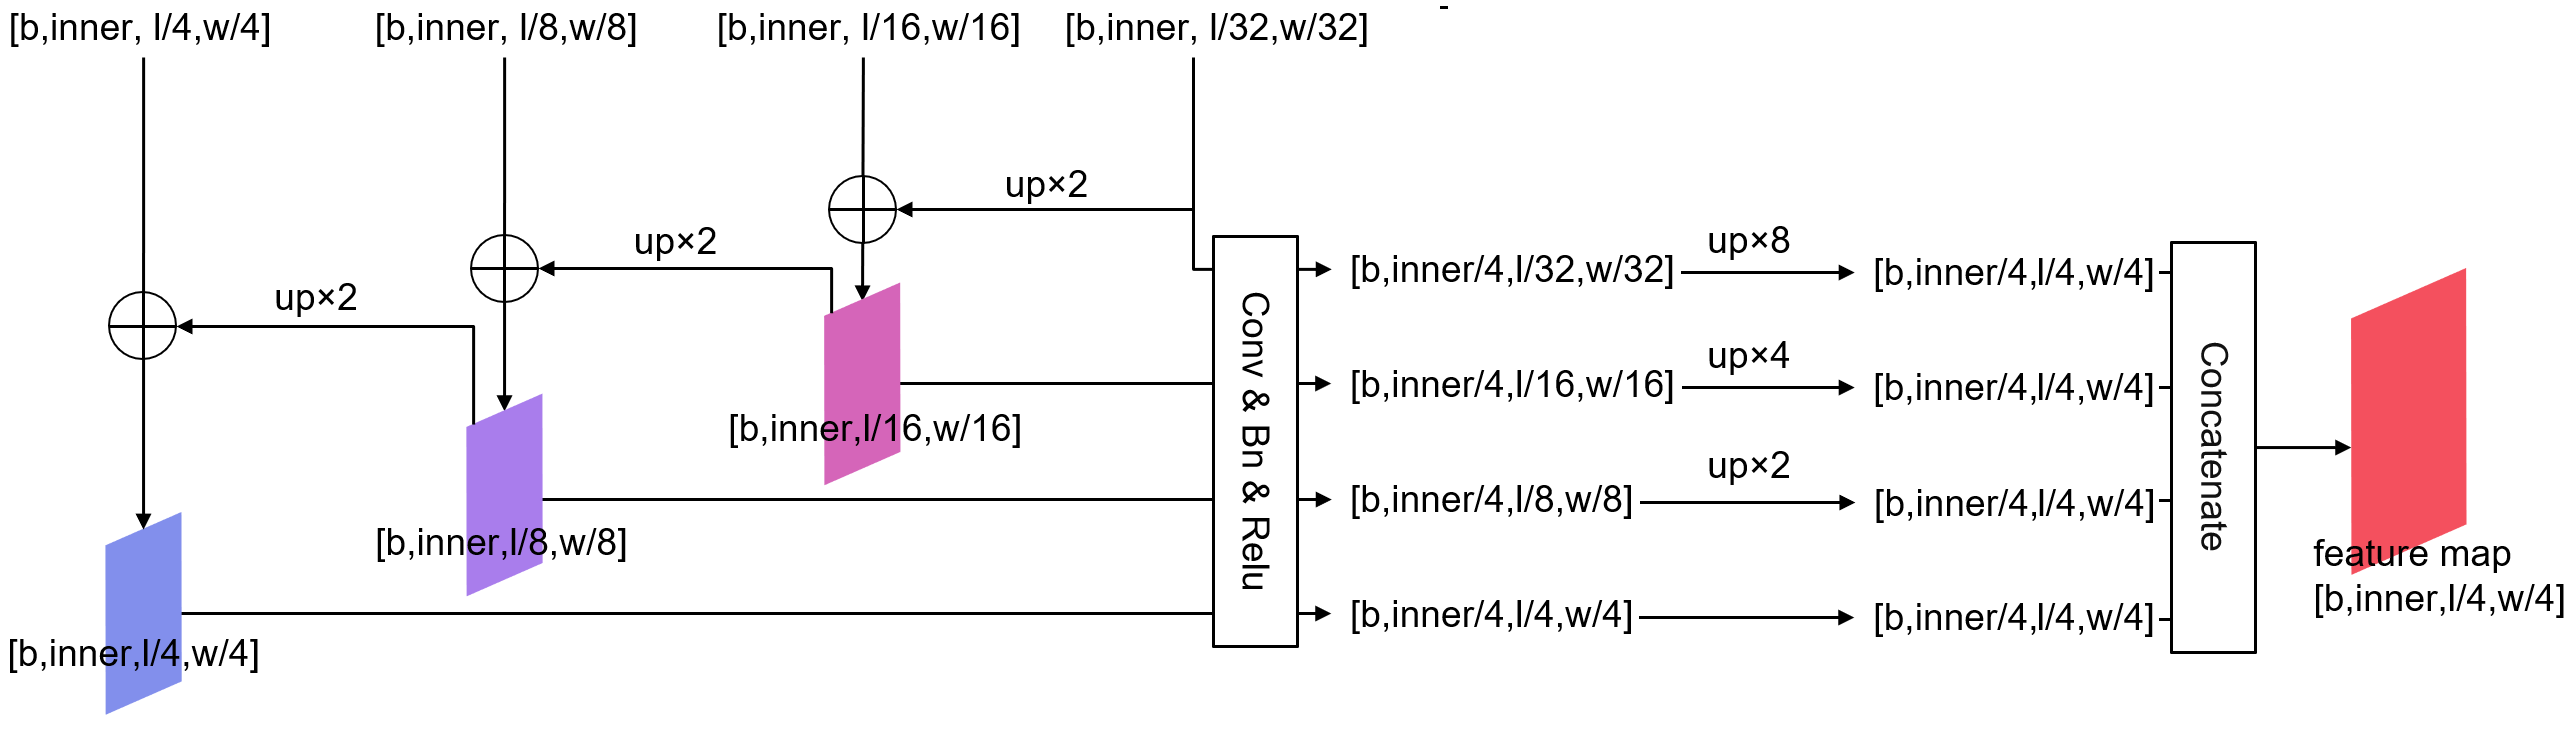 [b,inner, l/4,w/4]
[b,inner, l/8,w/8]
[b,inner, l/16,w/16]
[b,inner, l/32,w/32]
up×2
up×2
up×2
[b,inner,l/16,w/16]
[b,inner,l/8,w/8]
[b,inner,l/4,w/4]
Conv & Bn & Relu
[b,inner/4,l/32,w/32]
up×8
[b,inner/4,l/4,w/4]
[b,inner/4,l/16,w/16]
up×4
[b,inner/4,l/4,w/4]
[b,inner/4,l/8,w/8]
up×2
[b,inner/4,l/4,w/4]
[b,inner/4,l/4,w/4]
[b,inner/4,l/4,w/4]
Concatenate
feature map
[b,inner,l/4,w/4]